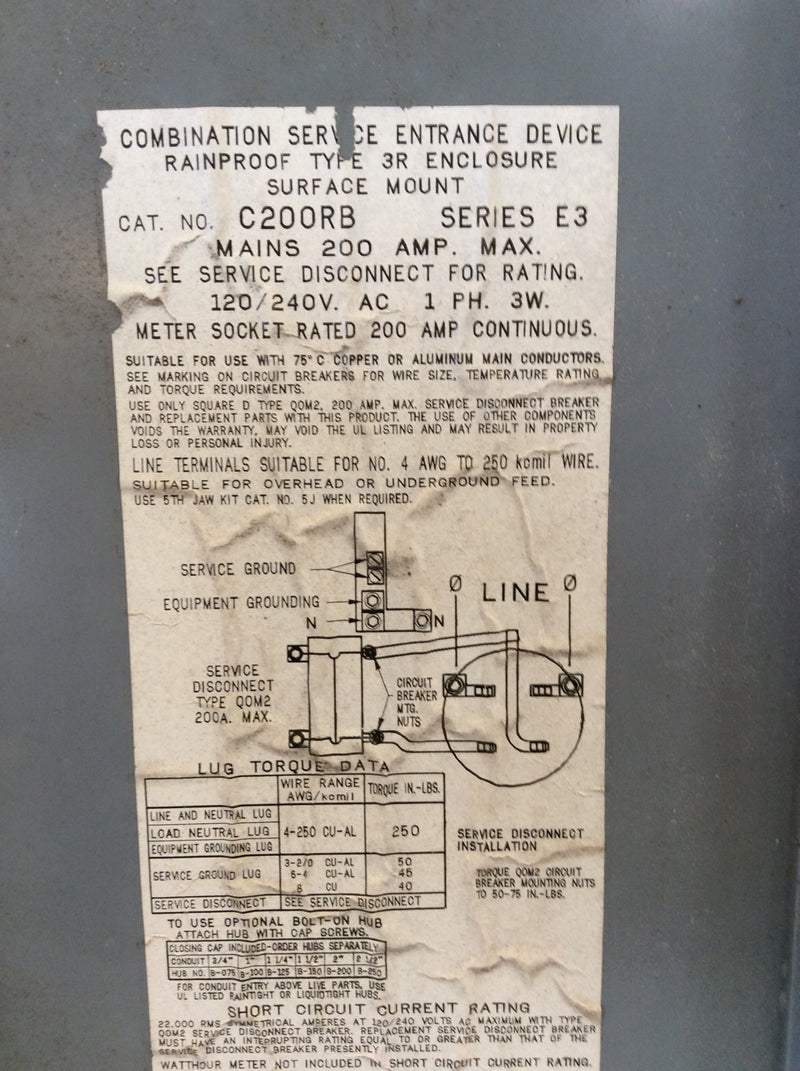 COMBINATION SERVICE ENTRANCE DEVICE
RAINPROOF TYPE 3R ENCLOSURE
SURFACE MOUNT
CAT. NO. C200RB SERIES E3
MAINS 200 AMP. MAX.
SEE SERVICE DISCONNECT FOR RATING.
120/240V. AC 1 PH. 3W.
METER SOCKET RATED 200 AMP CONTINUOUS.
SUITABLE FOR USE WITH 75°C COPPER OR ALUMINUM MAIN CONDUCTORS.
SEE MARKING ON CIRCUIT BREAKERS FOR WIRE SIZE, TEMPERATURE RATING
AND TORQUE REQUIREMENTS.
USE ONLY SQUARE D TYPE QOM2, 200 AMP. MAX. SERVICE DISCONNECT BREAKER
AND REPLACEMENT PARTS WITH THIS PRODUCT. THE USE OF OTHER COMPONENTS
VOIDS THE WARRANTY, MAY VOID THE UL LISTING AND MAY RESULT IN PROPERTY
LOSS OR PERSONAL INJURY.
LINE TERMINALS SUITABLE FOR NO. 4 AWG TO 250 kcmil WIRE.
SUITABLE FOR OVERHEAD OR UNDERGROUND FEED.
USE 5TH JAW KIT CAT. NO. 5J WHEN REQUIRED.
SERVICE GROUND
EQUIPMENT GROUNDING
N
N
Ø LINE Ø
SERVICE
DISCONNECT
TYPE QOM2
200A. MAX.
CIRCUIT
BREAKER
MTG.
NUTS
LUG TORQUE DATA
WIRE RANGE
AWG/kcmil
TORQUE IN.-LBS.
LINE AND NEUTRAL LUG
LOAD NEUTRAL LUG
EQUIPMENT GROUNDING LUG
4-250 CU-AL
250
SERVICE GROUND LUG
3-2/0 CU-AL 50
6-4 CU-AL 45
8 CU 40
SERVICE DISCONNECT SEE SERVICE DISCONNECT
SERVICE DISCONNECT
INSTALLATION
TORQUE QOM2 CIRCUIT
BREAKER MOUNTING NUTS
TO 50-75 IN.-LBS.
TO USE OPTIONAL BOLT-ON HUB
ATTACH HUB WITH CAP SCREWS.
CLOSING CAP INCLUDED-ORDER HUBS SEPARATELY
CONDUIT 3/4" 1" 1 1/4" 1 1/2" 2" 2 1/2"
HUB NO. B-075 B-100 B-125 B-150 B-200 B-250
FOR CONDUIT ENTRY ABOVE LIVE PARTS, USE
UL LISTED RAINTIGHT OR LIQUIDTIGHT HUBS.
SHORT CIRCUIT CURRENT RATING
22,000 RMS SYMMETRICAL AMPERES AT 120/240 VOLTS AC MAXIMUM WITH TYPE
QOM2 SERVICE DISCONNECT BREAKER. REPLACEMENT SERVICE DISCONNECT BREAKER
MUST HAVE AN INTERRUPTING RATING EQUAL TO OR GREATER THAN THAT OF THE
SERVICE DISCONNECT BREAKER PRESENTLY INSTALLED.
WATTHOUR METER NOT INCLUDED IN SHORT CIRCUIT CURRENT RATING.